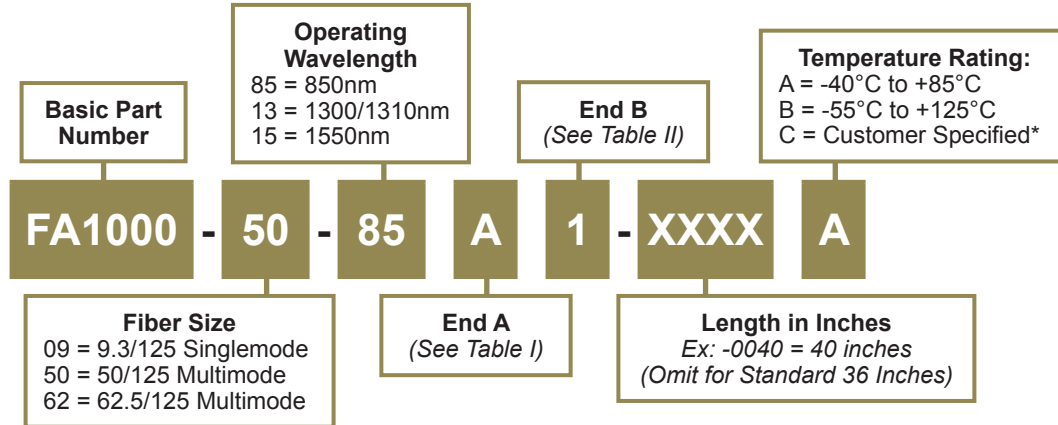 Basic Part
Number
Operating
Wavelength
85 = 850nm
13 = 1300/1310nm
15 = 1550nm
End B
(See Table II)
Temperature Rating:
A = -40°C to +85°C
B = -55°C to +125°C
C = Customer Specified*
FA1000 - 50 - 85 A 1 - XXXX A
Fiber Size
09 = 9.3/125 Singlemode
50 = 50/125 Multimode
62 = 62.5/125 Multimode
End A
(See Table I)
Length in Inches
Ex: -0040 = 40 inches
(Omit for Standard 36 Inches)